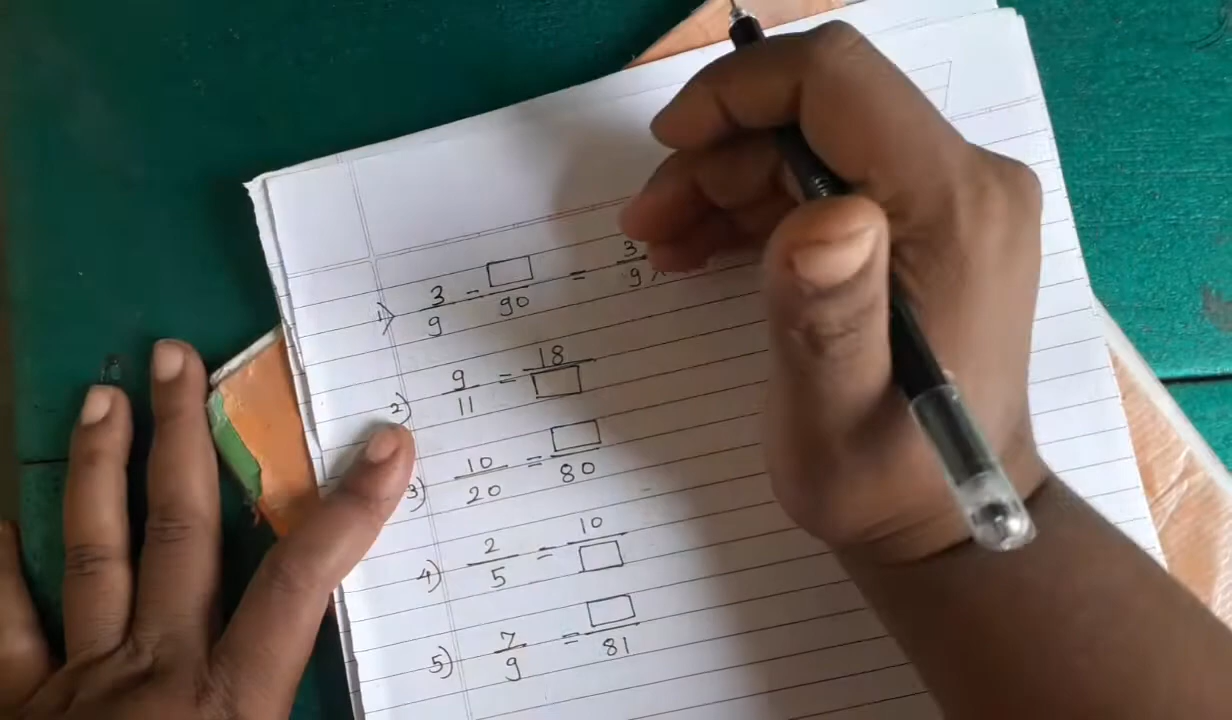 1) 3/9 = □/90 = 3/9 ×
2) 9/11 = 18/□
3) 10/20 = □/80
4) 2/5 = 10/□
5) 7/9 = □/81